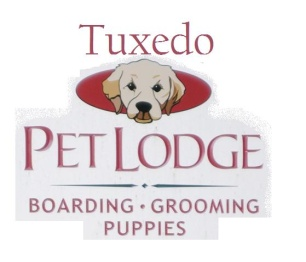 Tuxedo
PET LODGE
BOARDING • GROOMING
PUPPIES